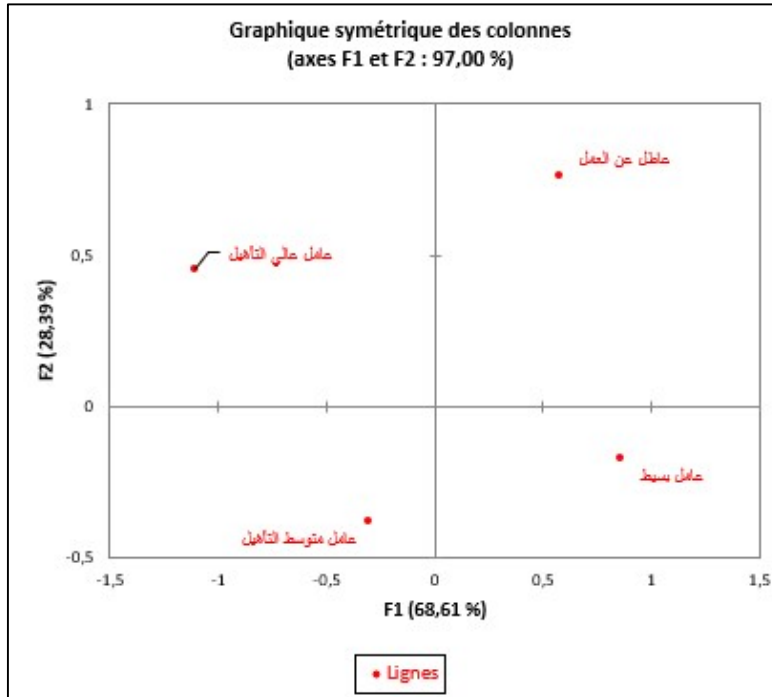 Graphique symétrique des colonnes
(axes F1 et F2 : 97,00 %)
1
عاطل عن العمل
0,5
عامل عالي التأهيل
F2 (28,39 %)
0
عامل بسيط
عامل متوسط التأهيل
-0,5
-1,5
-1
-0,5
0
0,5
1
1,5
F1 (68,61 %)
Lignes